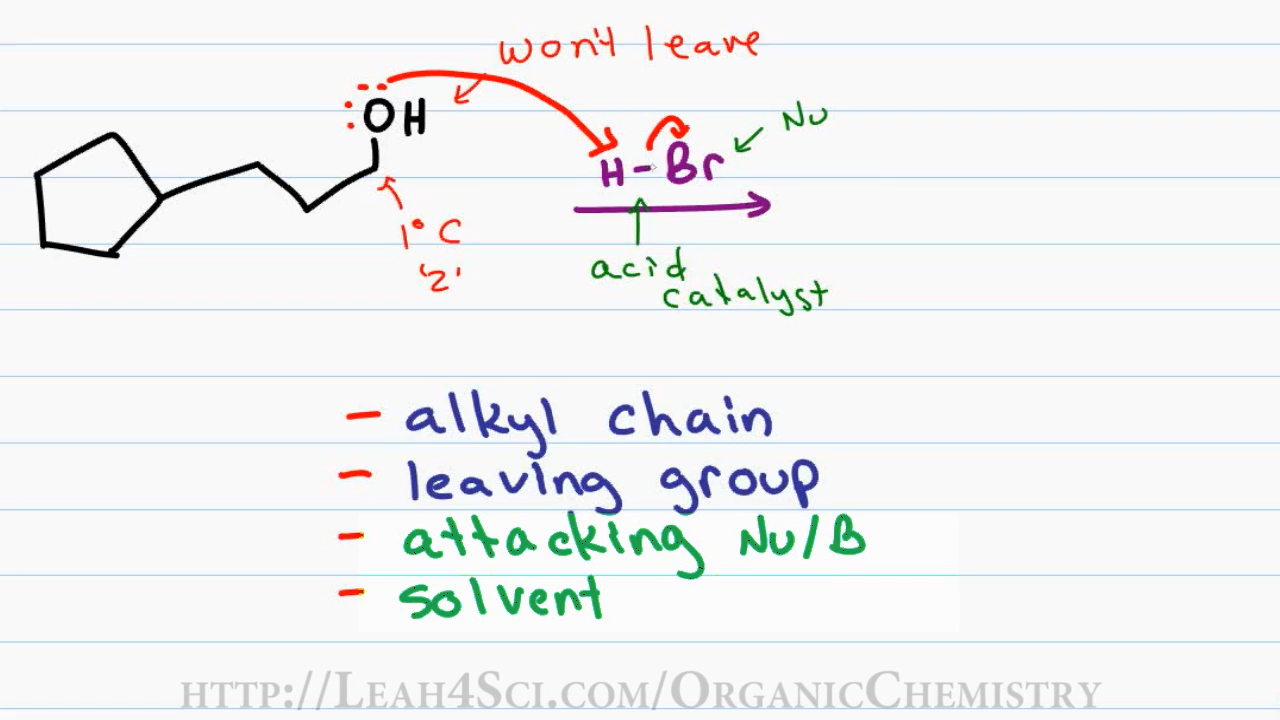 won't leave
:OH
H-Br
Nu
1° C
'2'
acid
catalyst
- alkyl chain
- leaving group
- attacking Nu/B
- solvent
http://Leah4Sci.com/OrganicChemistry